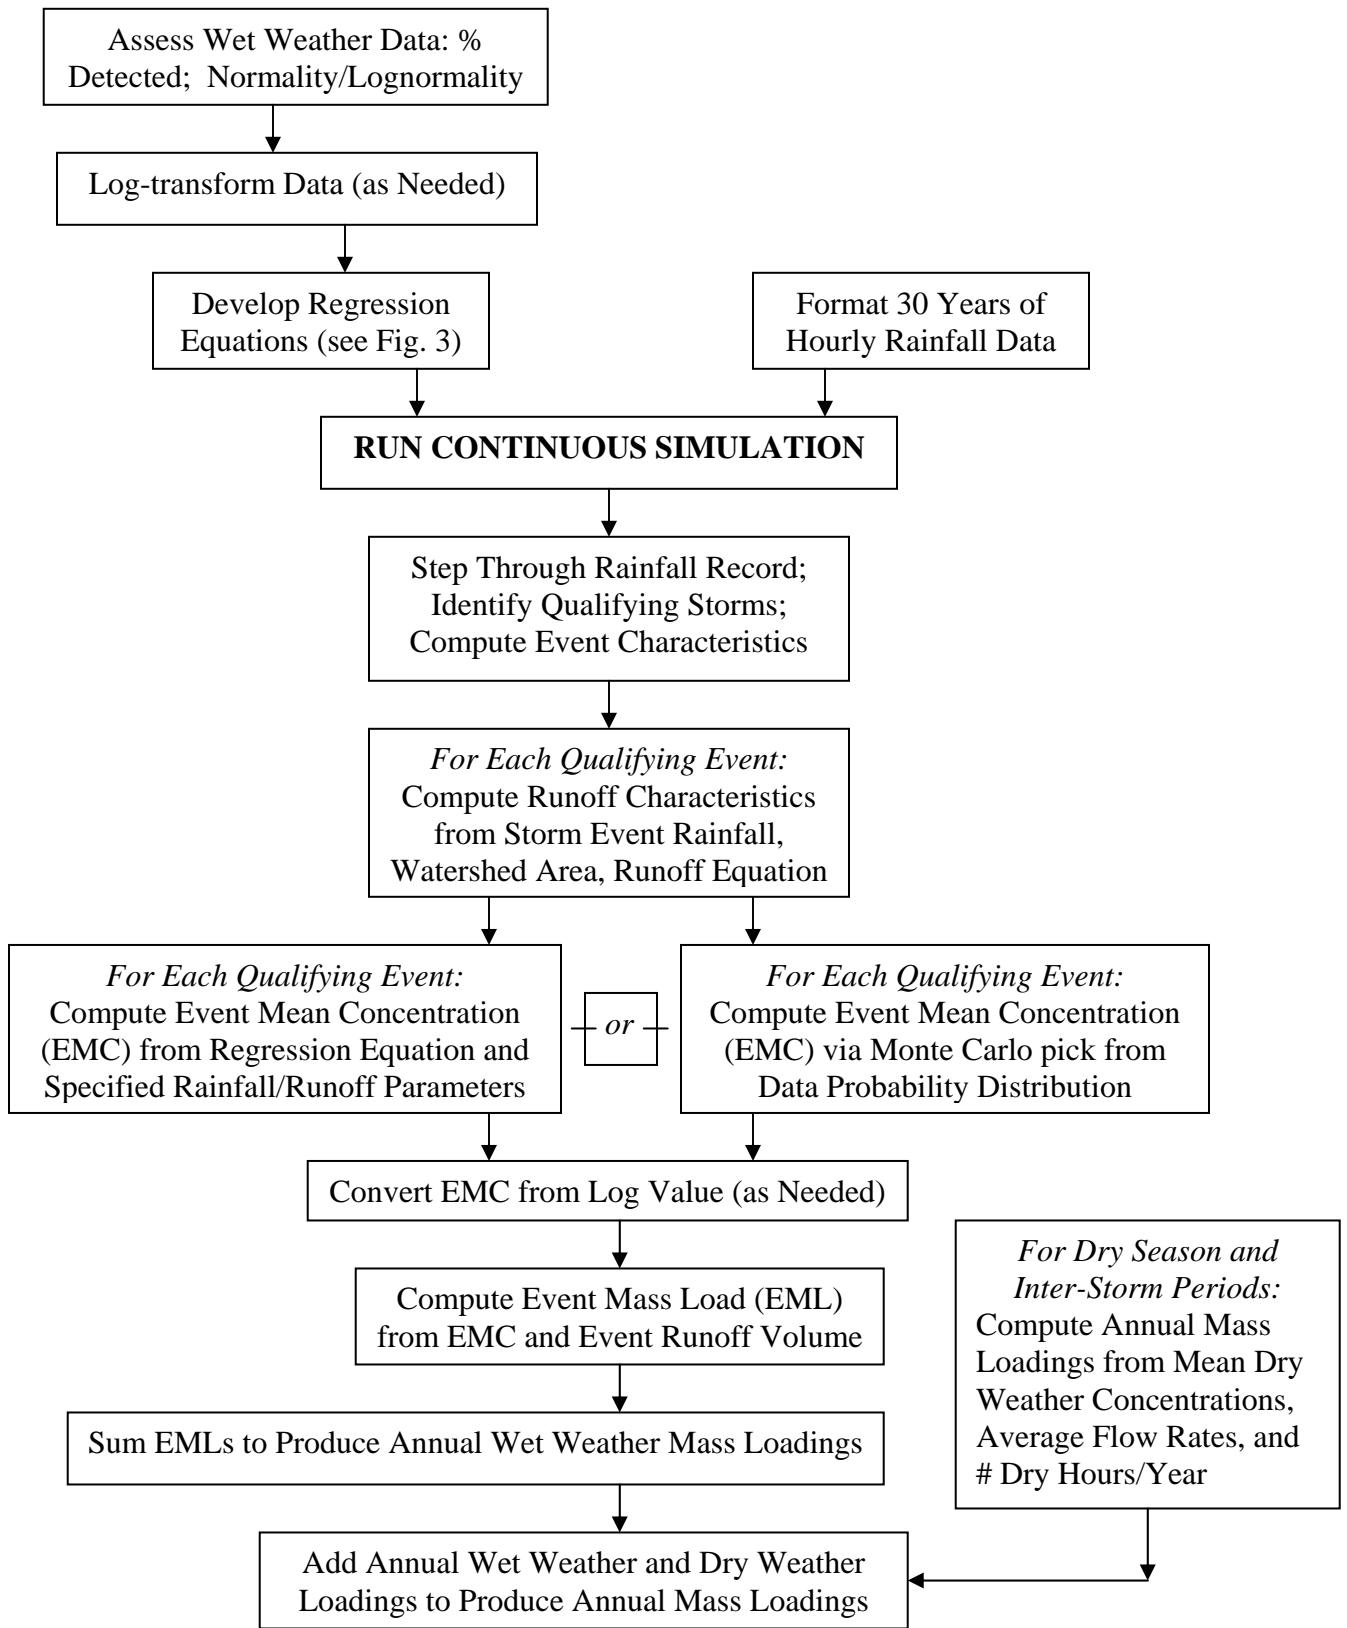 Assess Wet Weather Data: %
Detected; Normality/Lognormality
Log-transform Data (as Needed)
Develop Regression
Equations (see Fig. 3)
Format 30 Years of
Hourly Rainfall Data
RUN CONTINUOUS SIMULATION
Step Through Rainfall Record;
Identify Qualifying Storms;
Compute Event Characteristics
For Each Qualifying Event:
Compute Runoff Characteristics
from Storm Event Rainfall,
Watershed Area, Runoff Equation
For Each Qualifying Event:
Compute Event Mean Concentration
(EMC) from Regression Equation and
Specified Rainfall/Runoff Parameters
or
For Each Qualifying Event:
Compute Event Mean Concentration
(EMC) via Monte Carlo pick from
Data Probability Distribution
Convert EMC from Log Value (as Needed)
Compute Event Mass Load (EML)
from EMC and Event Runoff Volume
Sum EMLs to Produce Annual Wet Weather Mass Loadings
For Dry Season and
Inter-Storm Periods:
Compute Annual Mass
Loadings from Mean Dry
Weather Concentrations,
Average Flow Rates, and
# Dry Hours/Year
Add Annual Wet Weather and Dry Weather
Loadings to Produce Annual Mass Loadings